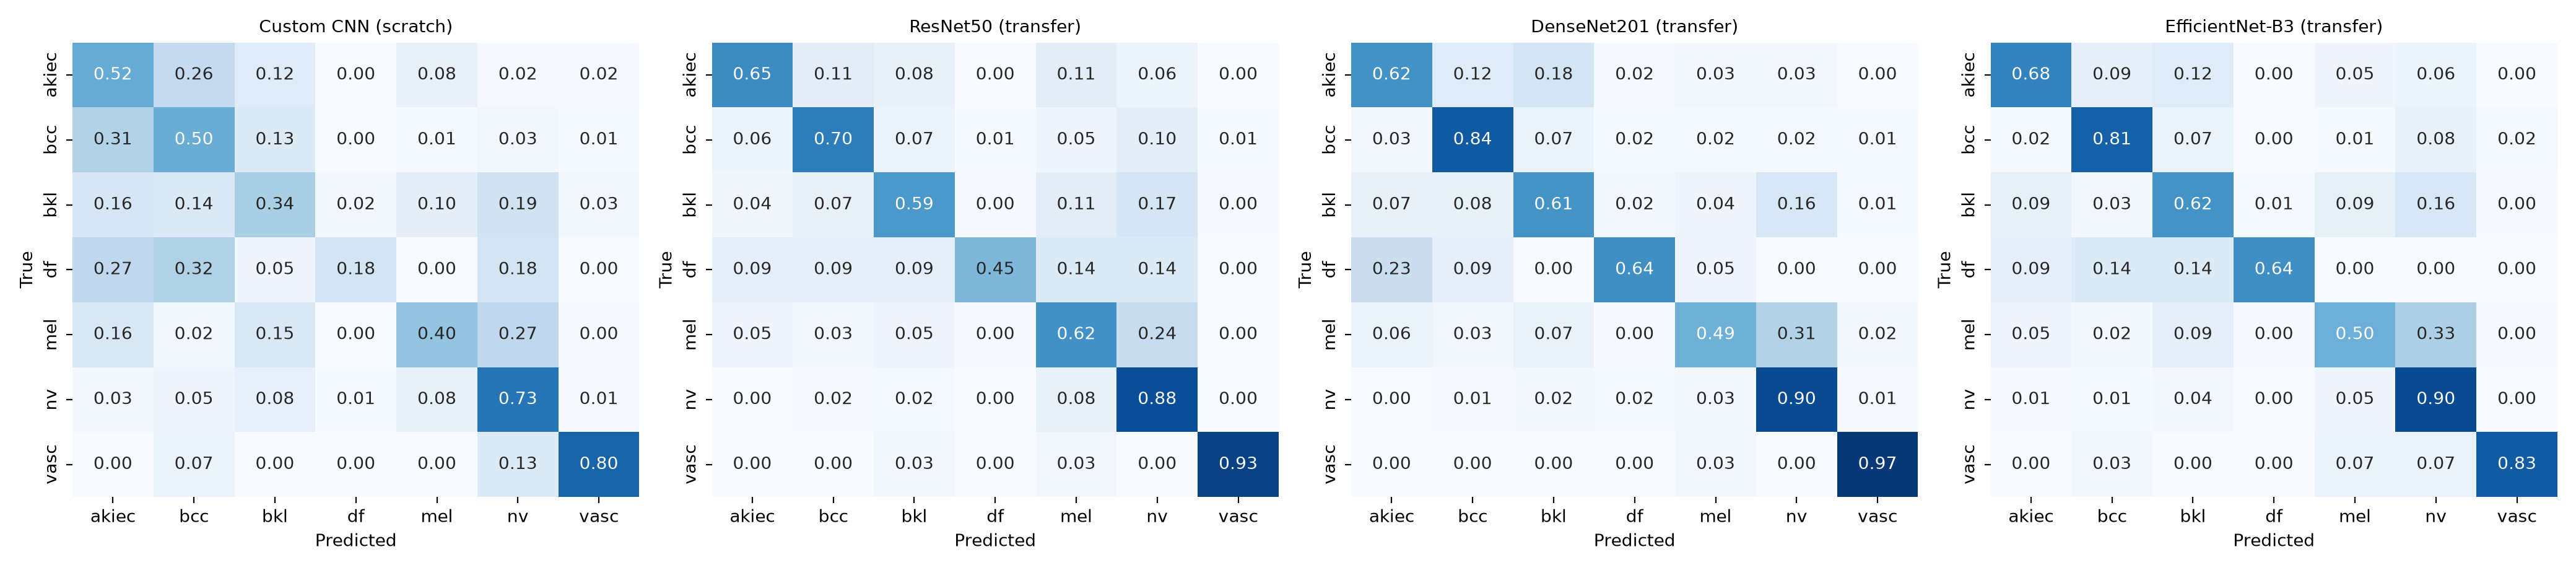 Custom CNN (scratch)
akiec 0.52 0.26 0.12 0.00 0.08 0.02 0.02
bcc 0.31 0.50 0.13 0.00 0.01 0.03 0.01
bkl 0.16 0.14 0.34 0.02 0.10 0.19 0.03
df 0.27 0.32 0.05 0.18 0.00 0.18 0.00
mel 0.16 0.02 0.15 0.00 0.40 0.27 0.00
nv 0.03 0.05 0.08 0.01 0.08 0.73 0.01
vasc 0.00 0.07 0.00 0.00 0.00 0.13 0.80
True
akiec bcc bkl df mel nv vasc
Predicted
ResNet50 (transfer)
akiec 0.65 0.11 0.08 0.00 0.11 0.06 0.00
bcc 0.06 0.70 0.07 0.01 0.05 0.10 0.01
bkl 0.04 0.07 0.59 0.00 0.11 0.17 0.00
df 0.09 0.09 0.09 0.45 0.14 0.14 0.00
mel 0.05 0.03 0.05 0.00 0.62 0.24 0.00
nv 0.00 0.02 0.02 0.00 0.08 0.88 0.00
vasc 0.00 0.00 0.03 0.00 0.03 0.00 0.93
True
akiec bcc bkl df mel nv vasc
Predicted
DenseNet201 (transfer)
akiec 0.62 0.12 0.18 0.02 0.03 0.03 0.00
bcc 0.03 0.84 0.07 0.02 0.02 0.02 0.01
bkl 0.07 0.08 0.61 0.02 0.04 0.16 0.01
df 0.23 0.09 0.00 0.64 0.05 0.00 0.00
mel 0.06 0.03 0.07 0.00 0.49 0.31 0.02
nv 0.00 0.01 0.02 0.02 0.03 0.90 0.01
vasc 0.00 0.00 0.00 0.00 0.03 0.00 0.97
True
akiec bcc bkl df mel nv vasc
Predicted
EfficientNet-B3 (transfer)
akiec 0.68 0.09 0.12 0.00 0.05 0.06 0.00
bcc 0.02 0.81 0.07 0.00 0.01 0.08 0.02
bkl 0.09 0.03 0.62 0.01 0.09 0.16 0.00
df 0.09 0.14 0.14 0.64 0.00 0.00 0.00
mel 0.05 0.02 0.09 0.00 0.50 0.33 0.00
nv 0.01 0.01 0.04 0.00 0.05 0.90 0.00
vasc 0.00 0.03 0.00 0.00 0.07 0.07 0.83
True
akiec bcc bkl df mel nv vasc
Predicted